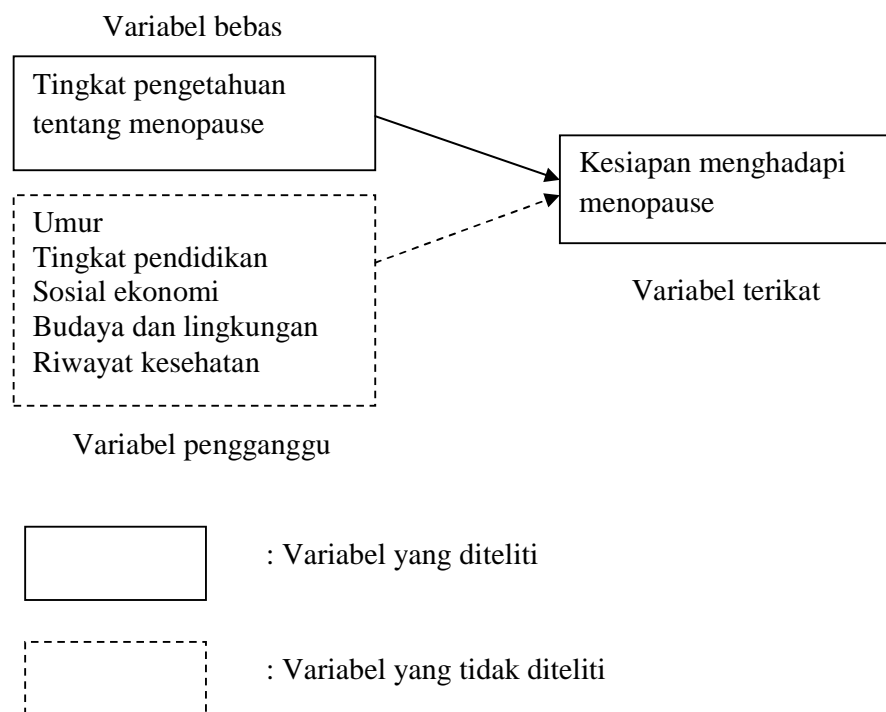 Variabel bebas
Tingkat pengetahuan
tentang menopause
Kesiapan menghadapi
menopause
Variabel terikat
Umur
Tingkat pendidikan
Sosial ekonomi
Budaya dan lingkungan
Riwayat kesehatan
Variabel pengganggu
: Variabel yang diteliti
: Variabel yang tidak diteliti